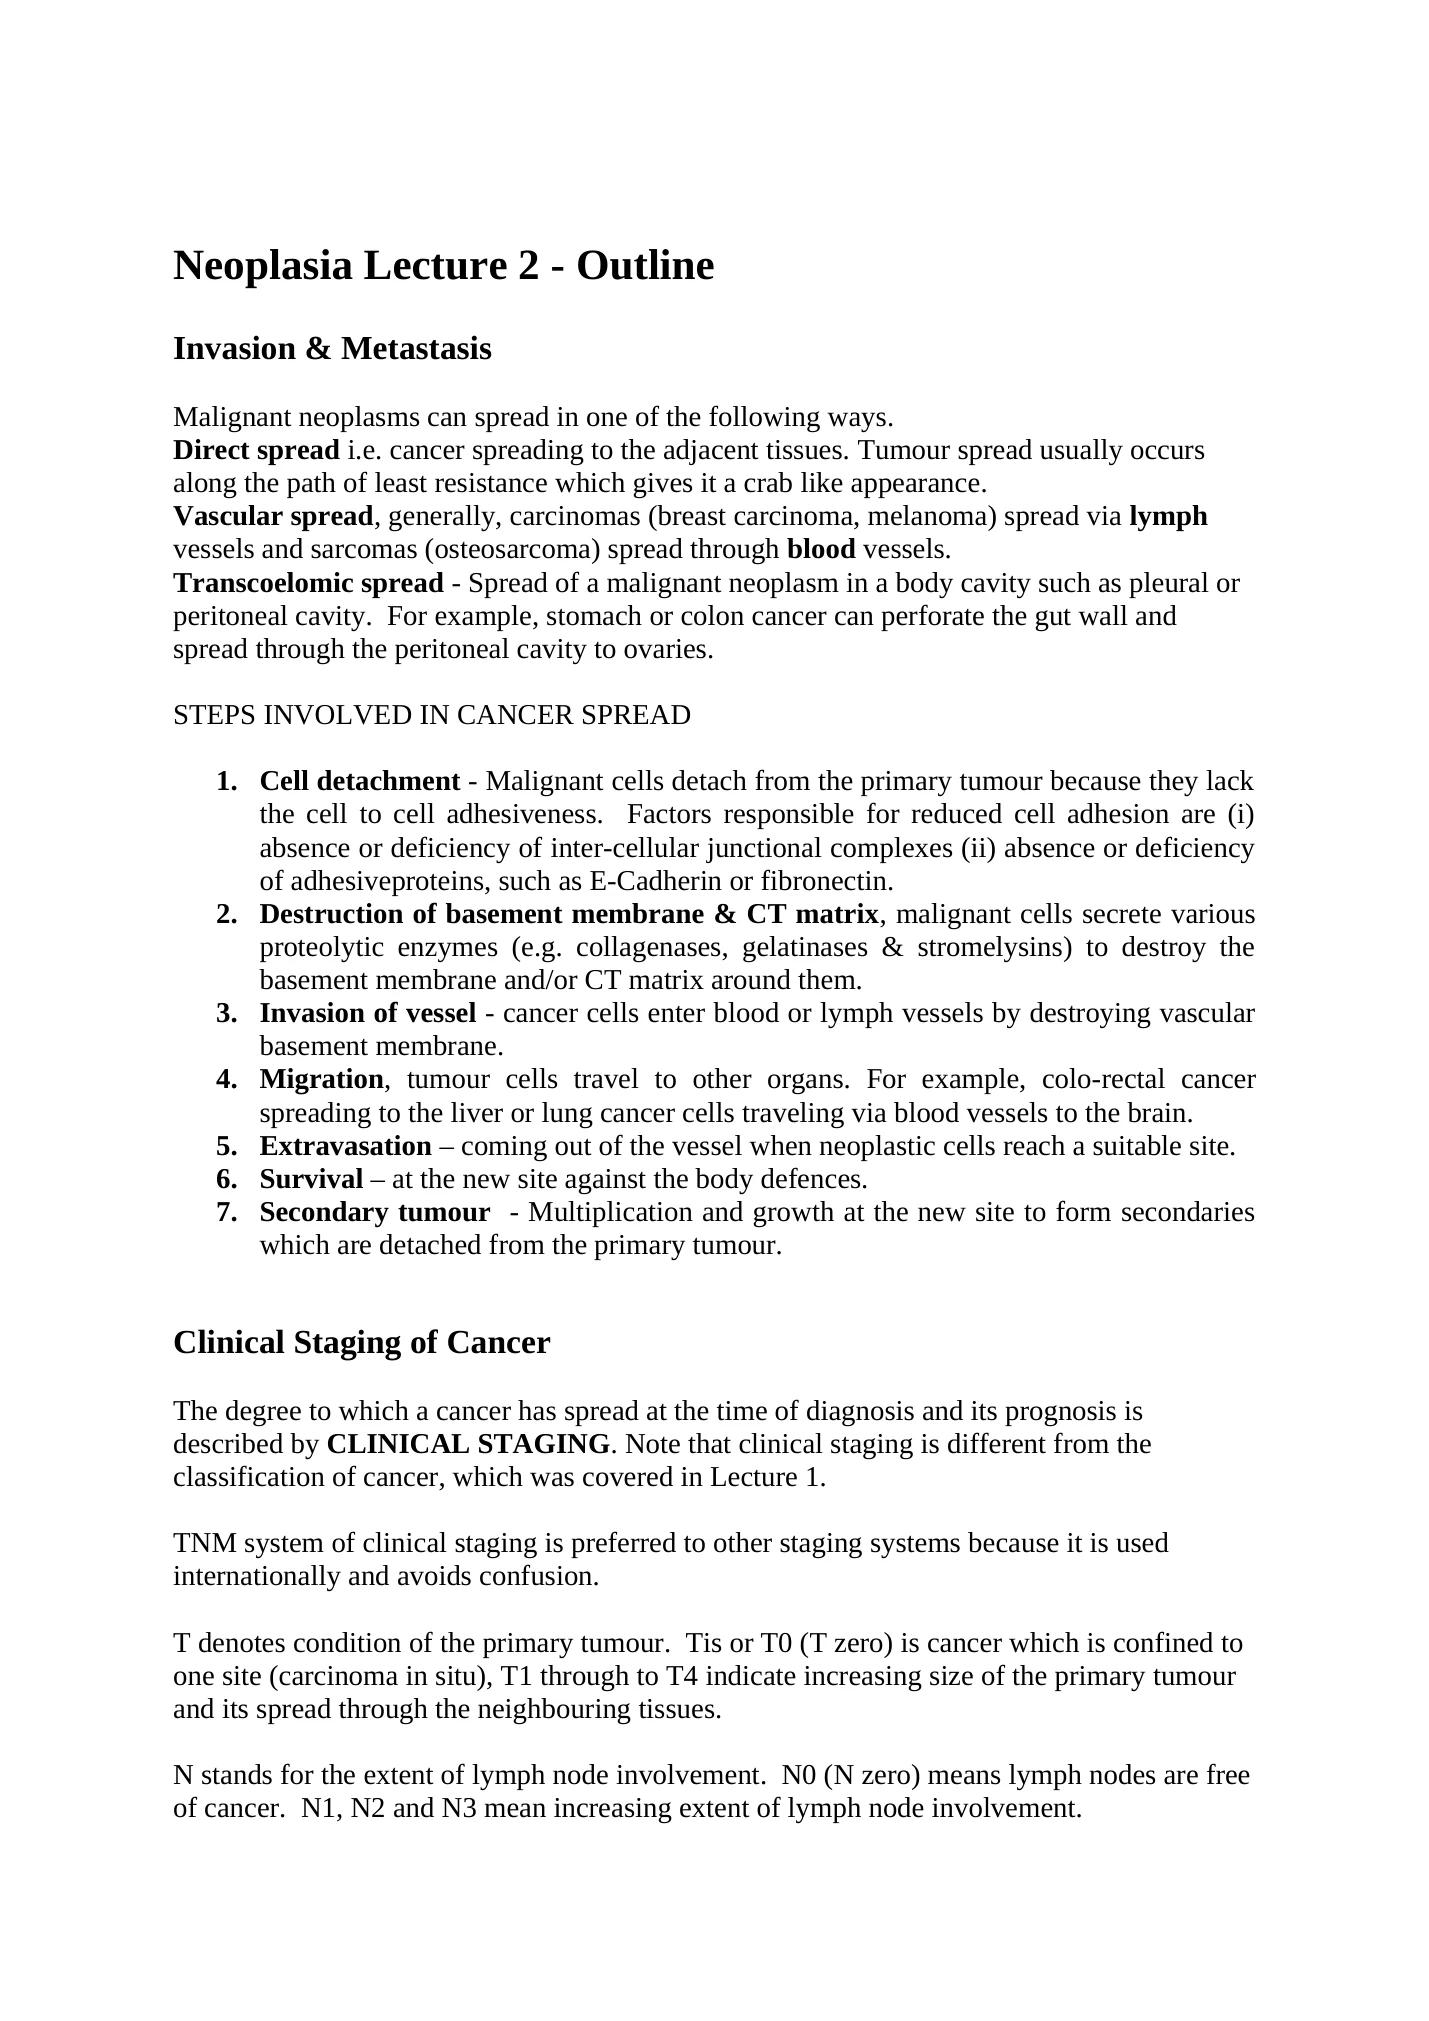 Neoplasia Lecture 2 - Outline
Invasion & Metastasis
Malignant neoplasms can spread in one of the following ways.
Direct spread i.e. cancer spreading to the adjacent tissues. Tumour spread usually occurs
along the path of least resistance which gives it a crab like appearance.
Vascular spread, generally, carcinomas (breast carcinoma, melanoma) spread via lymph
vessels and sarcomas (osteosarcoma) spread through blood vessels.
Transcoelomic spread - Spread of a malignant neoplasm in a body cavity such as pleural or
peritoneal cavity.  For example, stomach or colon cancer can perforate the gut wall and
spread through the peritoneal cavity to ovaries.
STEPS INVOLVED IN CANCER SPREAD
1. Cell detachment - Malignant cells detach from the primary tumour because they lack
the cell to cell adhesiveness.  Factors responsible for reduced cell adhesion are (i)
absence or deficiency of inter-cellular junctional complexes (ii) absence or deficiency
of adhesiveproteins, such as E-Cadherin or fibronectin.
2. Destruction of basement membrane & CT matrix, malignant cells secrete various
proteolytic enzymes (e.g. collagenases, gelatinases & stromelysins) to destroy the
basement membrane and/or CT matrix around them.
3. Invasion of vessel - cancer cells enter blood or lymph vessels by destroying vascular
basement membrane.
4. Migration, tumour cells travel to other organs. For example, colo-rectal cancer
spreading to the liver or lung cancer cells traveling via blood vessels to the brain.
5. Extravasation – coming out of the vessel when neoplastic cells reach a suitable site.
6. Survival – at the new site against the body defences.
7. Secondary tumour  - Multiplication and growth at the new site to form secondaries
which are detached from the primary tumour.
Clinical Staging of Cancer
The degree to which a cancer has spread at the time of diagnosis and its prognosis is
described by CLINICAL STAGING. Note that clinical staging is different from the
classification of cancer, which was covered in Lecture 1.
TNM system of clinical staging is preferred to other staging systems because it is used
internationally and avoids confusion.
T denotes condition of the primary tumour.  Tis or T0 (T zero) is cancer which is confined to
one site (carcinoma in situ), T1 through to T4 indicate increasing size of the primary tumour
and its spread through the neighbouring tissues.
N stands for the extent of lymph node involvement.  N0 (N zero) means lymph nodes are free
of cancer.  N1, N2 and N3 mean increasing extent of lymph node involvement.